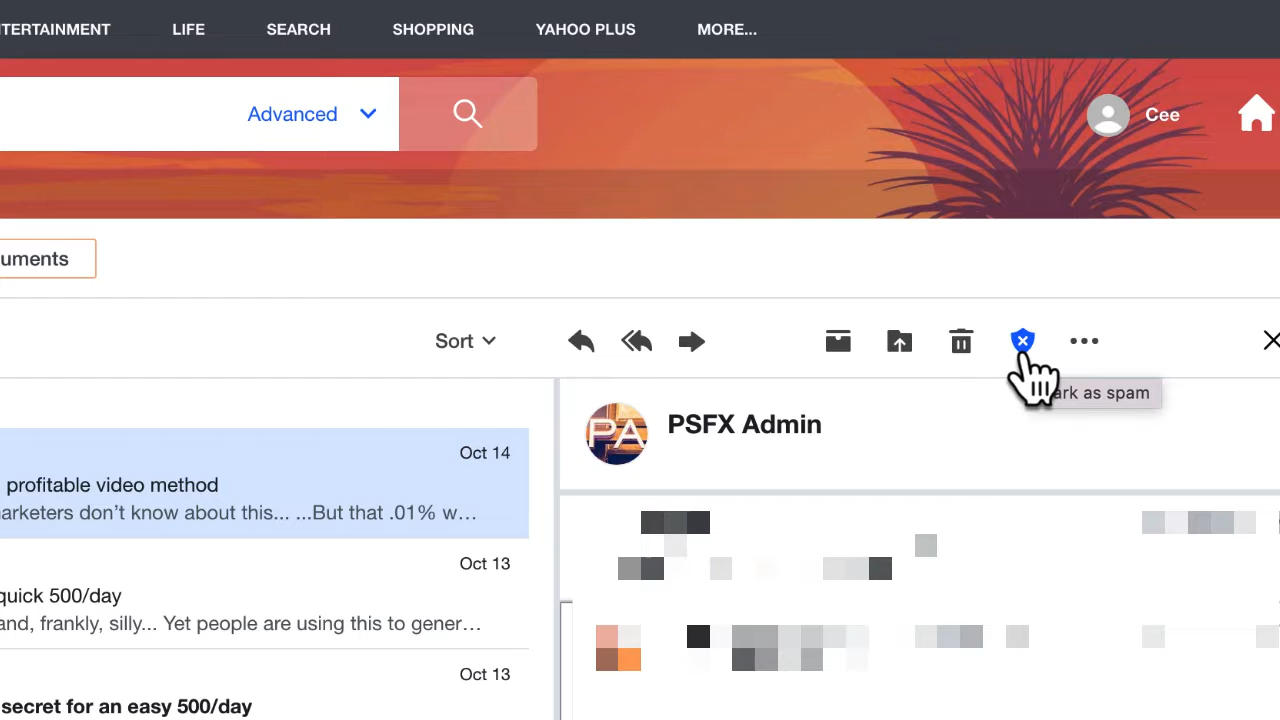 TERTAINMENT LIFE SEARCH SHOPPING YAHOO PLUS MORE...
Advanced
Cee
uments
Sort
ark as spam
PA
PSFX Admin
Oct 14
profitable video method
arketers don’t know about this... ...But that .01% w…
Oct 13
quick 500/day
and, frankly, silly... Yet people are using this to gener…
Oct 13
secret for an easy 500/day